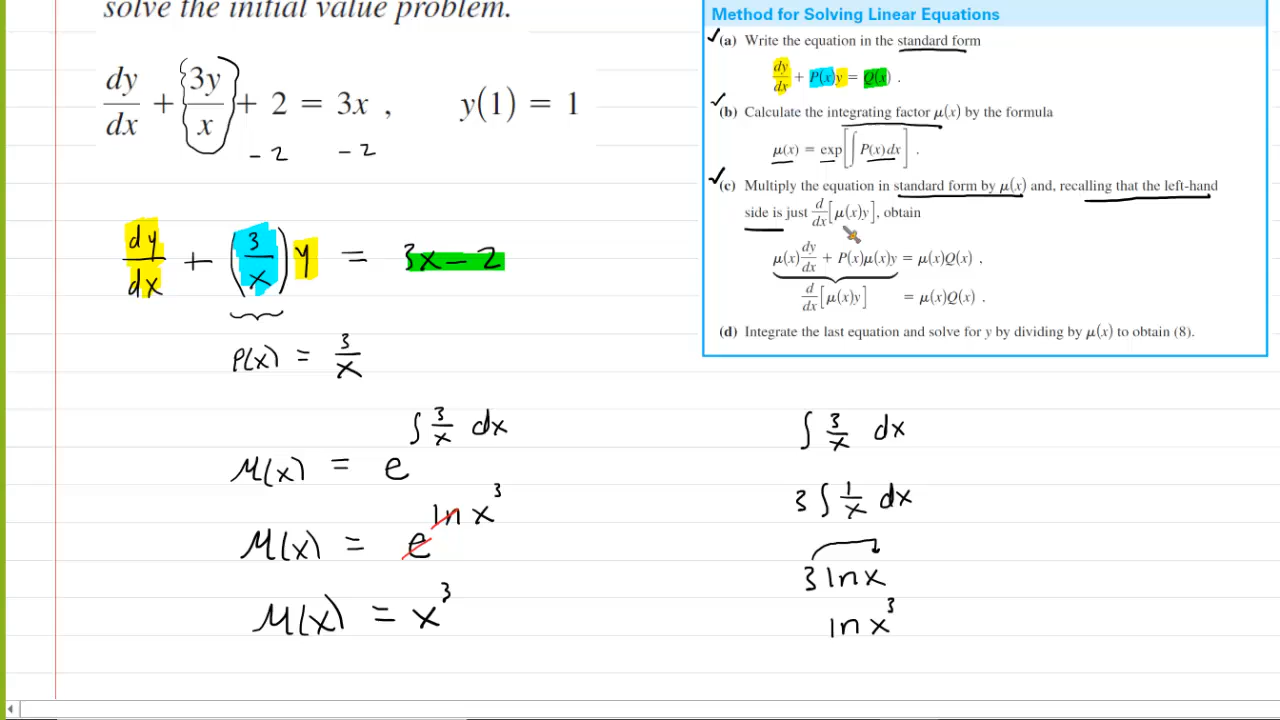 solve the initial value problem.
dy/dx + 3y/x + 2 = 3x , y(1) = 1
- 2 - 2
dy/dx + (3/x) y = 3x - 2
P(x) = 3/x
μ(x) = e^∫ 3/x dx
μ(x) = e^ln x^3
μ(x) = x^3
Method for Solving Linear Equations
(a) Write the equation in the standard form
dy/dx + P(x)y = Q(x) .
(b) Calculate the integrating factor μ(x) by the formula
μ(x) = exp[∫ P(x)dx] .
(c) Multiply the equation in standard form by μ(x) and, recalling that the left-hand
side is just d/dx[μ(x)y], obtain
μ(x)dy/dx + P(x)μ(x)y = μ(x)Q(x) ,
d/dx[μ(x)y] = μ(x)Q(x) .
(d) Integrate the last equation and solve for y by dividing by μ(x) to obtain (8).
∫ 3/x dx
3 ∫ 1/x dx
3 ln x
ln x^3